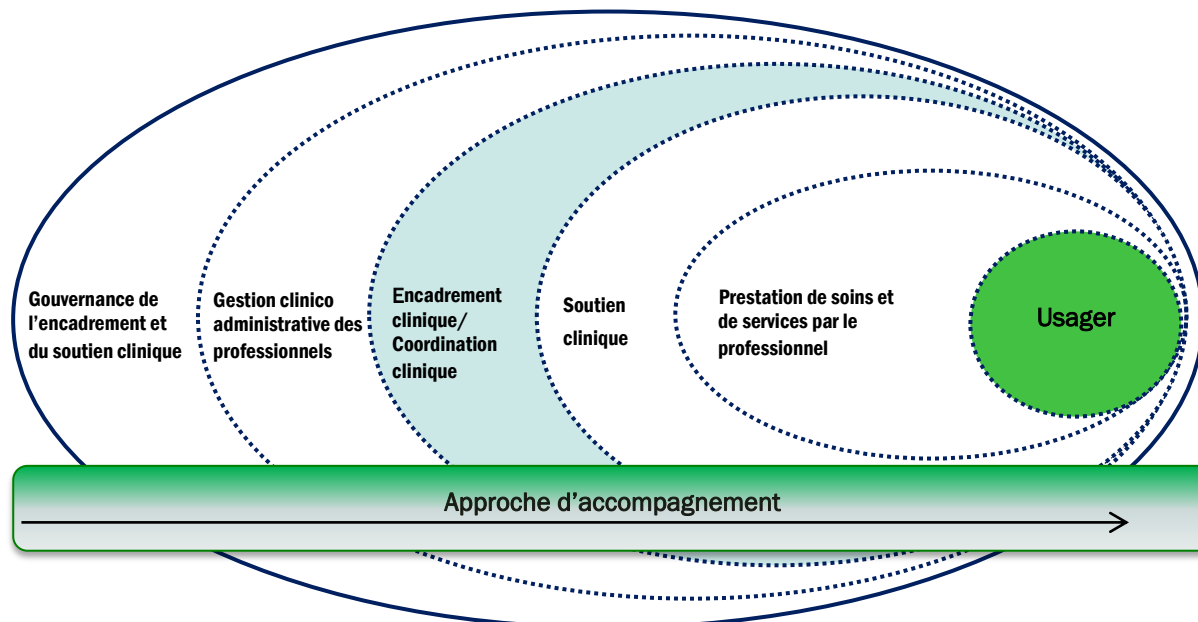 Gouvernance de
l'encadrement et
du soutien clinique
Gestion clinico
administrative des
professionnels
Encadrement
clinique/
Coordination
clinique
Soutien
clinique
Prestation de soins et
de services par le
professionnel
Usager
Approche d'accompagnement